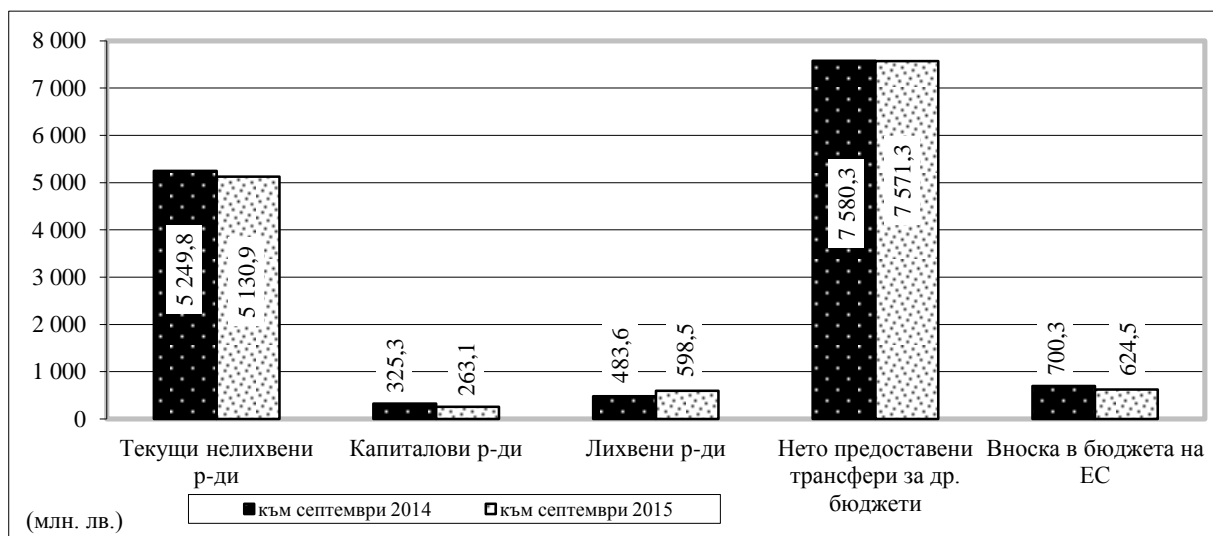 8 000
7 000
6 000
5 000
4 000
3 000
2 000
1 000
0
5 249,8
5 130,9
325,3
263,1
483,6
598,5
7 580,3
7 571,3
700,3
624,5
Текущи нелихвени
р-ди
Капиталови р-ди
Лихвени р-ди
Нето предоставени
трансфери за др.
бюджети
Вноска в бюджета на
ЕС
(млн. лв.)
към септември 2014
към септември 2015